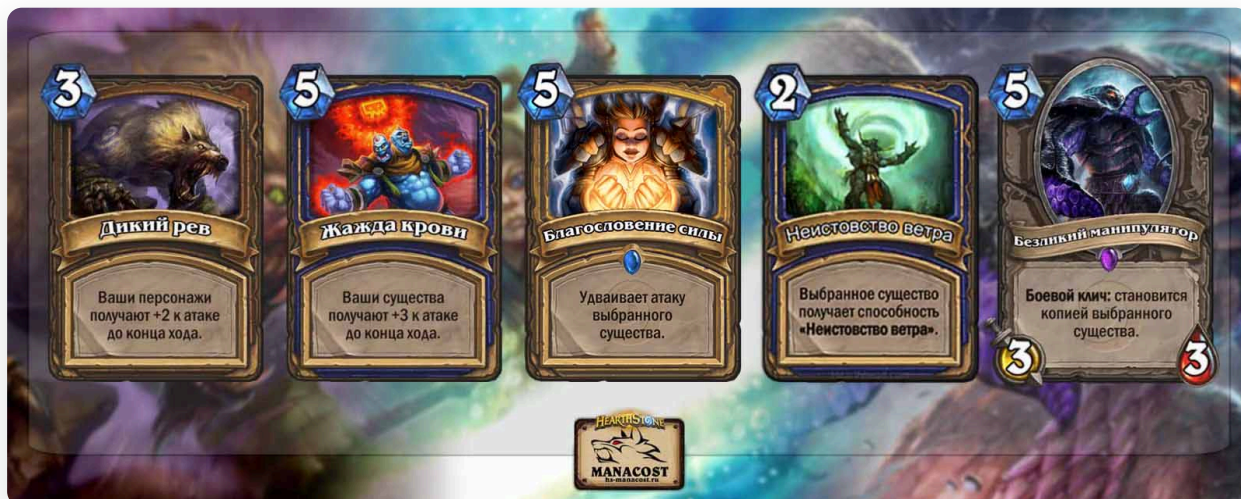 3
Дикий рев
Ваши персонажи
получают +2 к атаке
до конца хода.
5
Жажда крови
Ваши существа
получают +3 к атаке
до конца хода.
5
Благословение силы
Удваивает атаку
выбранного
существа.
2
Неистовство ветра
Выбранное существо
получает способность
«Неистовство ветра».
5
Безликий манипулятор
Боевой клич: становится
копией выбранного
существа.
3
3
HEARTHSTONE
MANACOST
hs-manacost.ru